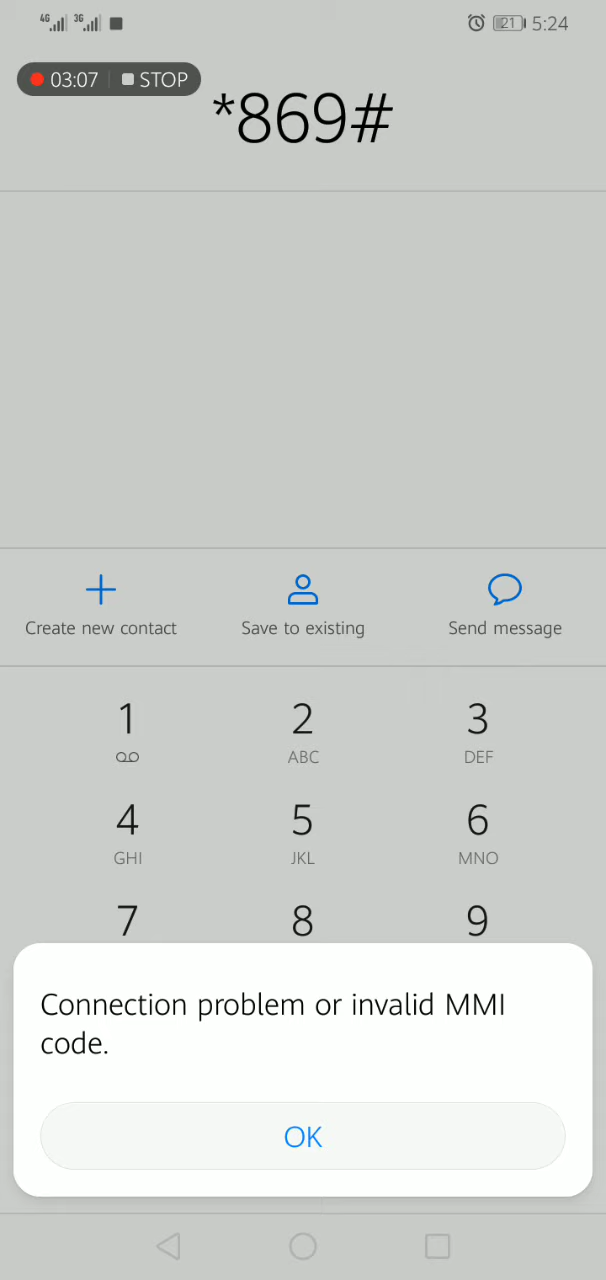 4G 3G 21 5:24
03:07 STOP
*869#
Create new contact Save to existing Send message
1 2 3
ABC DEF
4 5 6
GHI JKL MNO
7 8 9
Connection problem or invalid MMI
code.
OK